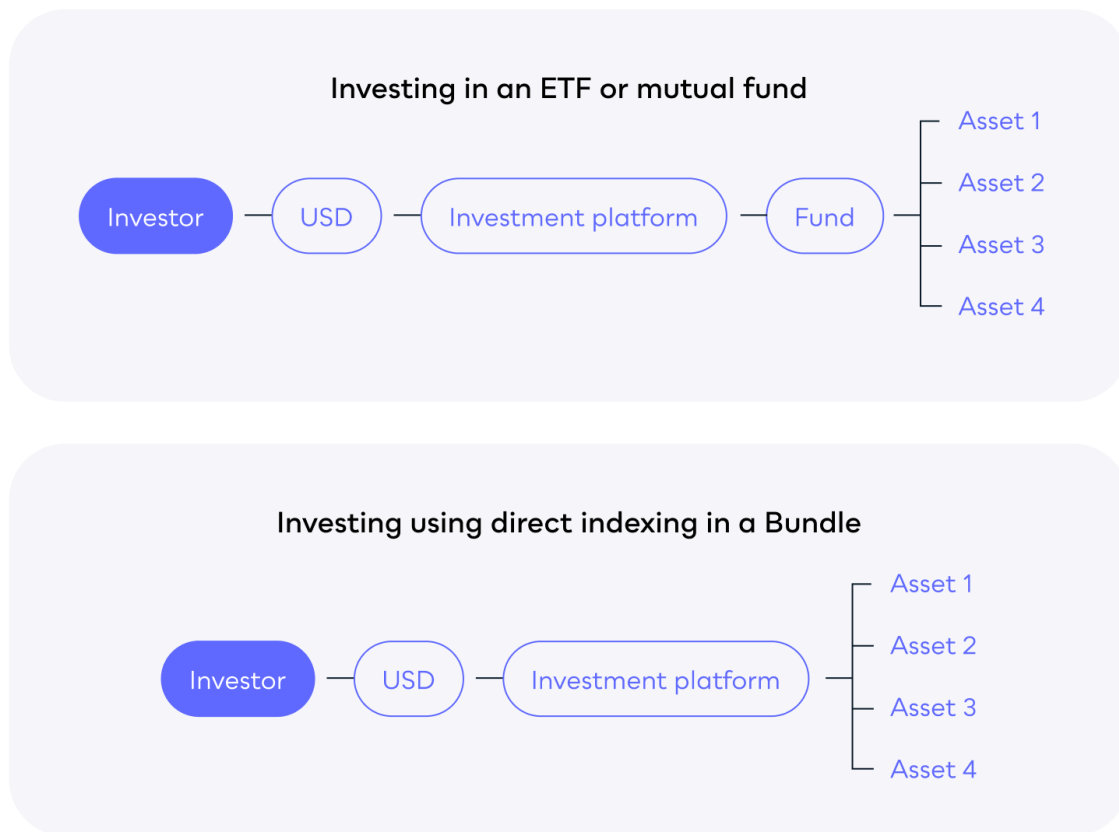 Investing in an ETF or mutual fund
Asset 1
Asset 2
Investor
USD
Investment platform
Fund
Asset 3
Asset 4
Investing using direct indexing in a Bundle
Asset 1
Asset 2
Investor
USD
Investment platform
Asset 3
Asset 4